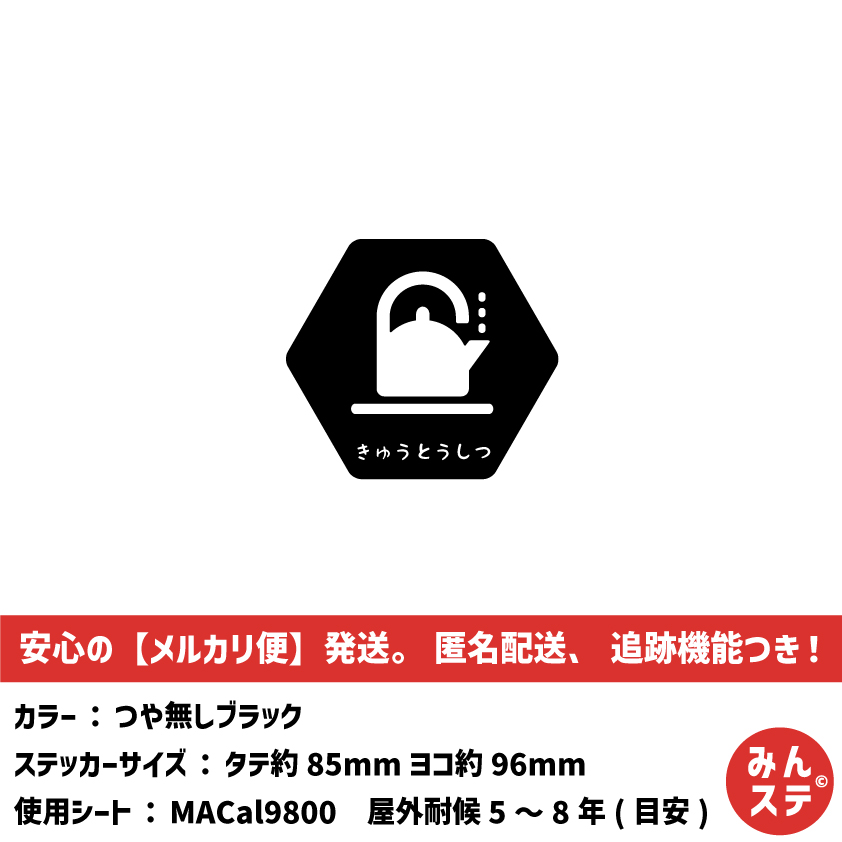 きゅうとうしつ
安心の【メルカリ便】発送。 匿名配送、 追跡機能つき!
カラー : つや無しブラック
ステッカーサイズ : タテ約 85mm ヨコ約 96mm
使用シート : MACal9800 屋外耐候 5 〜 8 年 ( 目安 )
みん
ステ
©